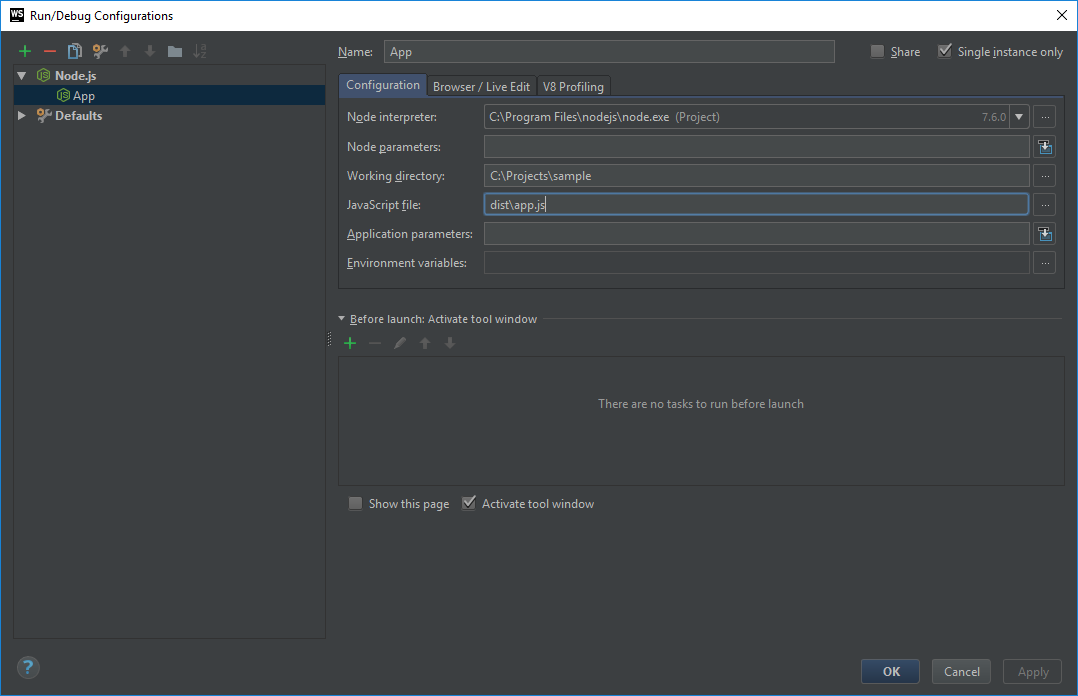 WS Run/Debug Configurations
Name: App Share Single instance only
Node.js
App
Defaults
Configuration Browser / Live Edit V8 Profiling
Node interpreter: C:\Program Files\nodejs\node.exe (Project) 7.6.0 ...
Node parameters:
Working directory: C:\Projects\sample ...
JavaScript file: dist\app.js ...
Application parameters:
Environment variables: ...
Before launch: Activate tool window
There are no tasks to run before launch
Show this page Activate tool window
? OK Cancel Apply